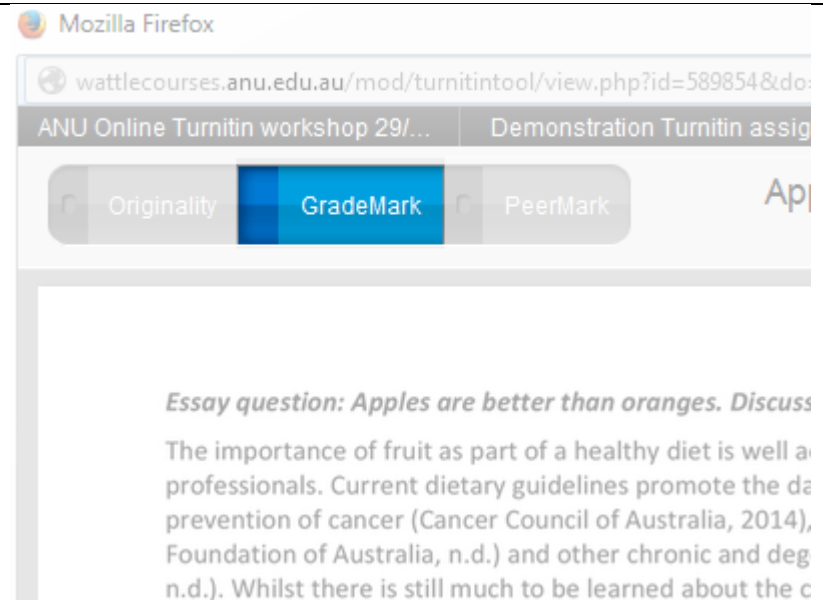 Mozilla Firefox
wattlecourses.anu.edu.au/mod/turnitintool/view.php?id=589854&do
ANU Online Turnitin workshop 29/... Demonstration Turnitin assig
Originality GradeMark PeerMark App
Essay question: Apples are better than oranges. Discuss
The importance of fruit as part of a healthy diet is well a
professionals. Current dietary guidelines promote the da
prevention of cancer (Cancer Council of Australia, 2014),
Foundation of Australia, n.d.) and other chronic and deg
n.d.). Whilst there is still much to be learned about the c